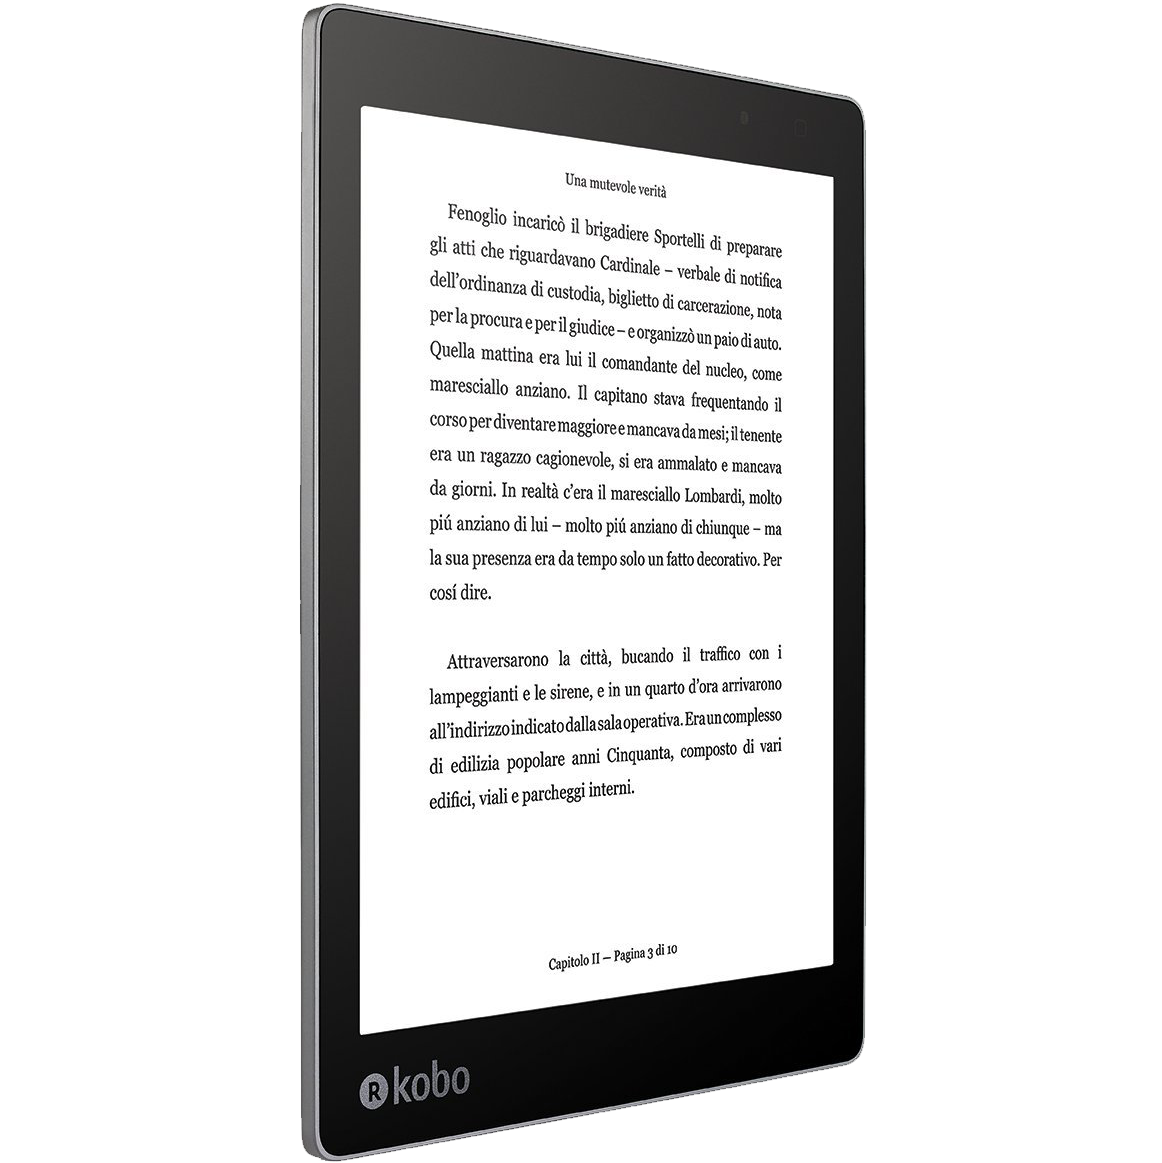 Una mutevole verità
Fenoglio incaricò il brigadiere Sportelli di preparare
gli atti che riguardavano Cardinale – verbale di notifica
dell'ordinanza di custodia, biglietto di carcerazione, nota
per la procura e per il giudice – e organizzò un paio di auto.
Quella mattina era lui il comandante del nucleo, come
maresciallo anziano. Il capitano stava frequentando il
corso per diventare maggiore e mancava da mesi; il tenente
era un ragazzo cagionevole, si era ammalato e mancava
da giorni. In realtà c'era il maresciallo Lombardi, molto
piú anziano di lui – molto piú anziano di chiunque – ma
la sua presenza era da tempo solo un fatto decorativo. Per
cosí dire.
Attraversarono la città, bucando il traffico con i
lampeggianti e le sirene, e in un quarto d'ora arrivarono
all'indirizzo indicato dalla sala operativa. Era un complesso
di edilizia popolare anni Cinquanta, composto di vari
edifici, viali e parcheggi interni.
Capitolo II — Pagina 3 di 10
R kobo